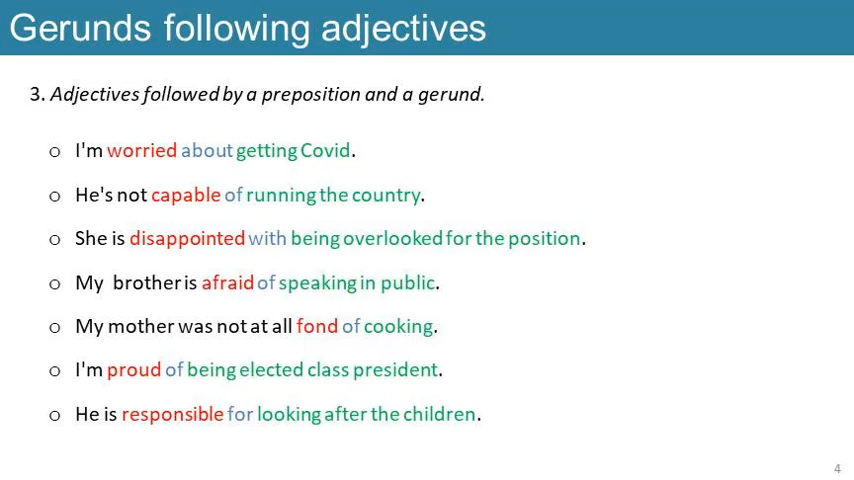 Gerunds following adjectives
3. Adjectives followed by a preposition and a gerund.
o I'm worried about getting Covid.
o He's not capable of running the country.
o She is disappointed with being overlooked for the position.
o My brother is afraid of speaking in public.
o My mother was not at all fond of cooking.
o I'm proud of being elected class president.
o He is responsible for looking after the children.
4